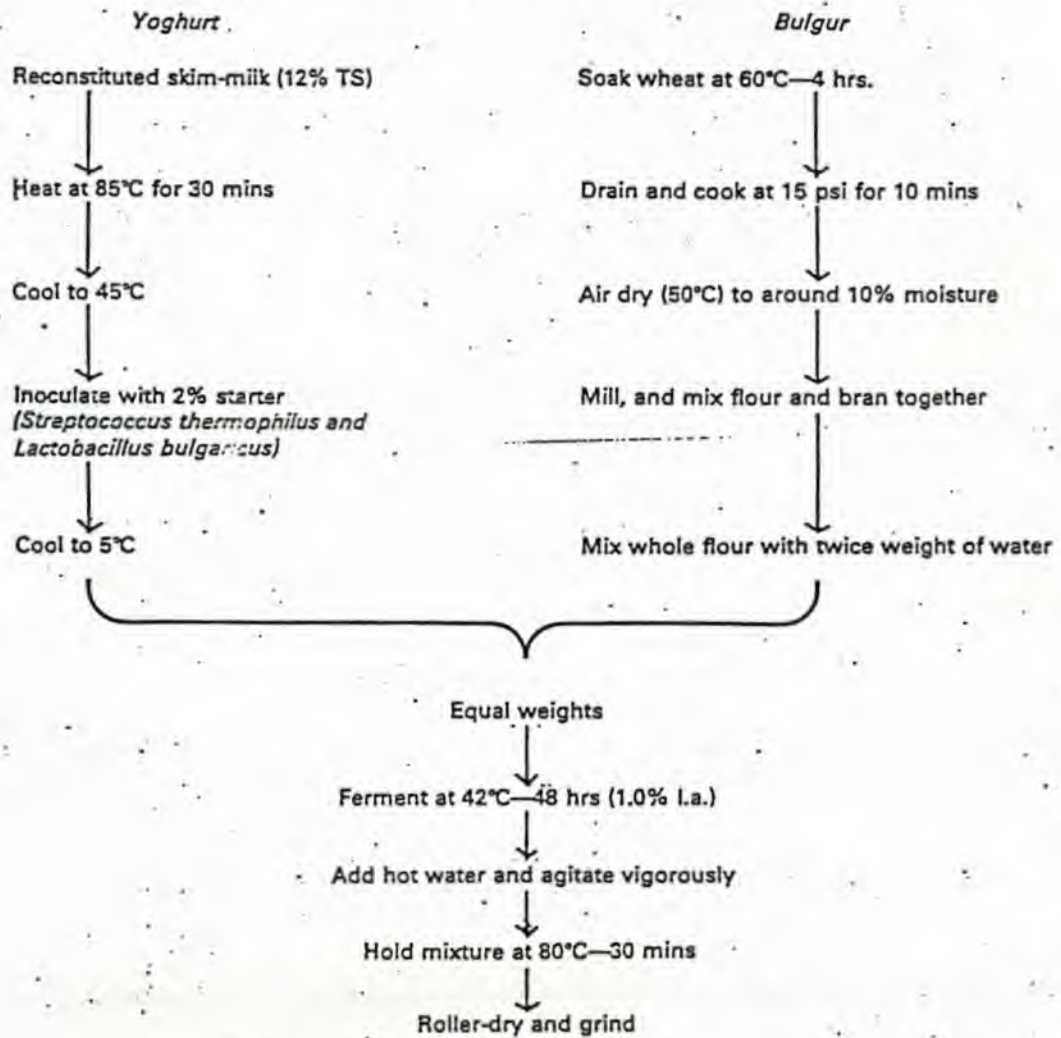 Yoghurt
Reconstituted skim-milk (12% TS)
Heat at 85°C for 30 mins
Cool to 45°C
Inoculate with 2% starter
(Streptococcus thermophilus and
Lactobacillus bulgaricus)
Cool to 5°C
Bulgur
Soak wheat at 60°C—4 hrs.
Drain and cook at 15 psi for 10 mins
Air dry (50°C) to around 10% moisture
Mill, and mix flour and bran together
Mix whole flour with twice weight of water
Equal weights
Ferment at 42°C—48 hrs (1.0% l.a.)
Add hot water and agitate vigorously
Hold mixture at 80°C—30 mins
Roller-dry and grind